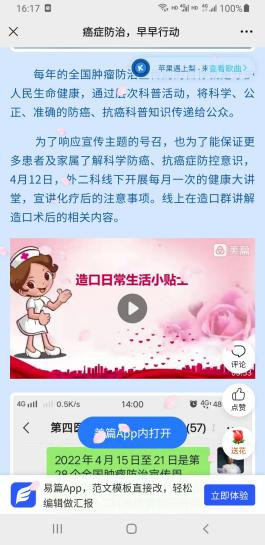 16:17
100%
癌症防治，早早行动
苹果遇上梨 - 来
查看歌曲>
每年的全国肿瘤防治
人民生命健康，通过层次科普活动，将科学、公
正、准确的防癌、抗癌科普知识传递给公众。
为了响应宣传主题的号召，也为了能保证更
多患者及家属了解科学防癌、抗癌症防控意识，
4月12日，外二科线下开展每月一次的健康大讲
堂，宣讲化疗后的注意事项。线上在造口群讲解
造口术后的相关内容。
美篇
造口日常生活小贴士
评论
点赞
送花
4G 0.5K/s
14:00
48
第四医
(57)
美篇App内打开
2022年4月15日至21日是第
28个全国肿瘤防治宣传周
易篇App，范文模板直接改，轻松
编辑做汇报
立即体验